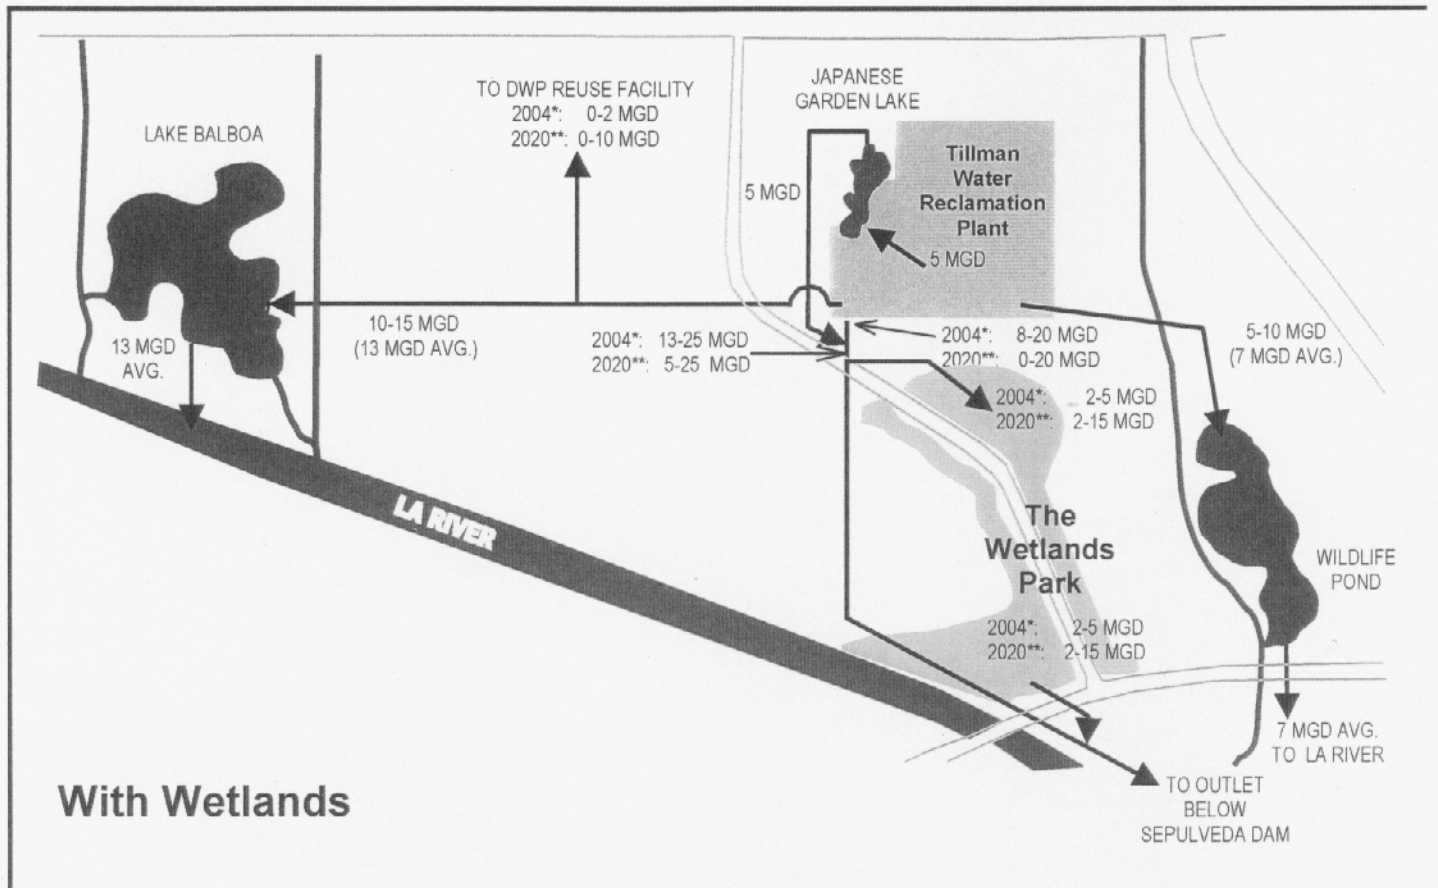 TO DWP REUSE FACILITY
2004*: 0-2 MGD
2020**: 0-10 MGD
JAPANESE
GARDEN LAKE
LAKE BALBOA
Tillman
Water
Reclamation
Plant
5 MGD
5 MGD
10-15 MGD
(13 MGD AVG.)
13 MGD
AVG.
2004*: 13-25 MGD
2020**: 5-25 MGD
2004*: 8-20 MGD
2020**: 0-20 MGD
5-10 MGD
(7 MGD AVG.)
2004*: 2-5 MGD
2020**: 2-15 MGD
LA RIVER
The
Wetlands
Park
WILDLIFE
POND
2004*: 2-5 MGD
2020**: 2-15 MGD
7 MGD AVG.
TO LA RIVER
TO OUTLET
BELOW
SEPULVEDA DAM
With Wetlands